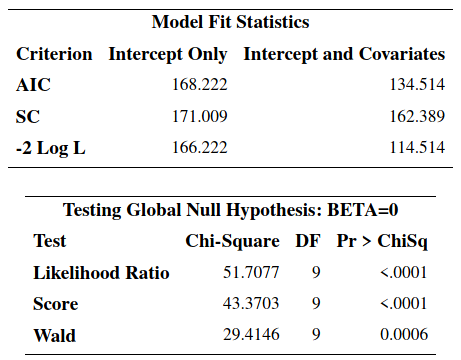 Model Fit Statistics
Criterion Intercept Only Intercept and Covariates
AIC 168.222 134.514
SC 171.009 162.389
-2 Log L 166.222 114.514
Testing Global Null Hypothesis: BETA=0
Test Chi-Square DF Pr > ChiSq
Likelihood Ratio 51.7077 9 <.0001
Score 43.3703 9 <.0001
Wald 29.4146 9 0.0006